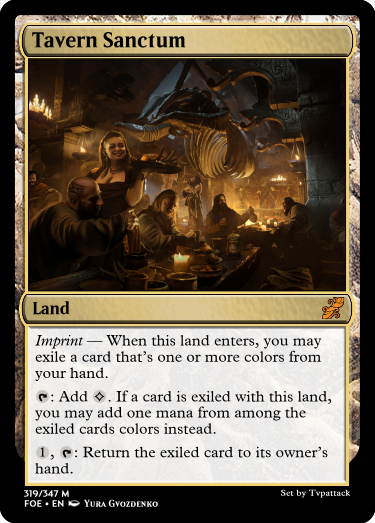 Tavern Sanctum
Land
Imprint — When this land enters, you may
exile a card that's one or more colors from
your hand.
: Add . If a card is exiled with this land,
you may add one mana from among the
exiled cards colors instead.
1, : Return the exiled card to its owner's
hand.
319/347 M
Set by Tvpattack
FOE • EN Yura Gvozdenko